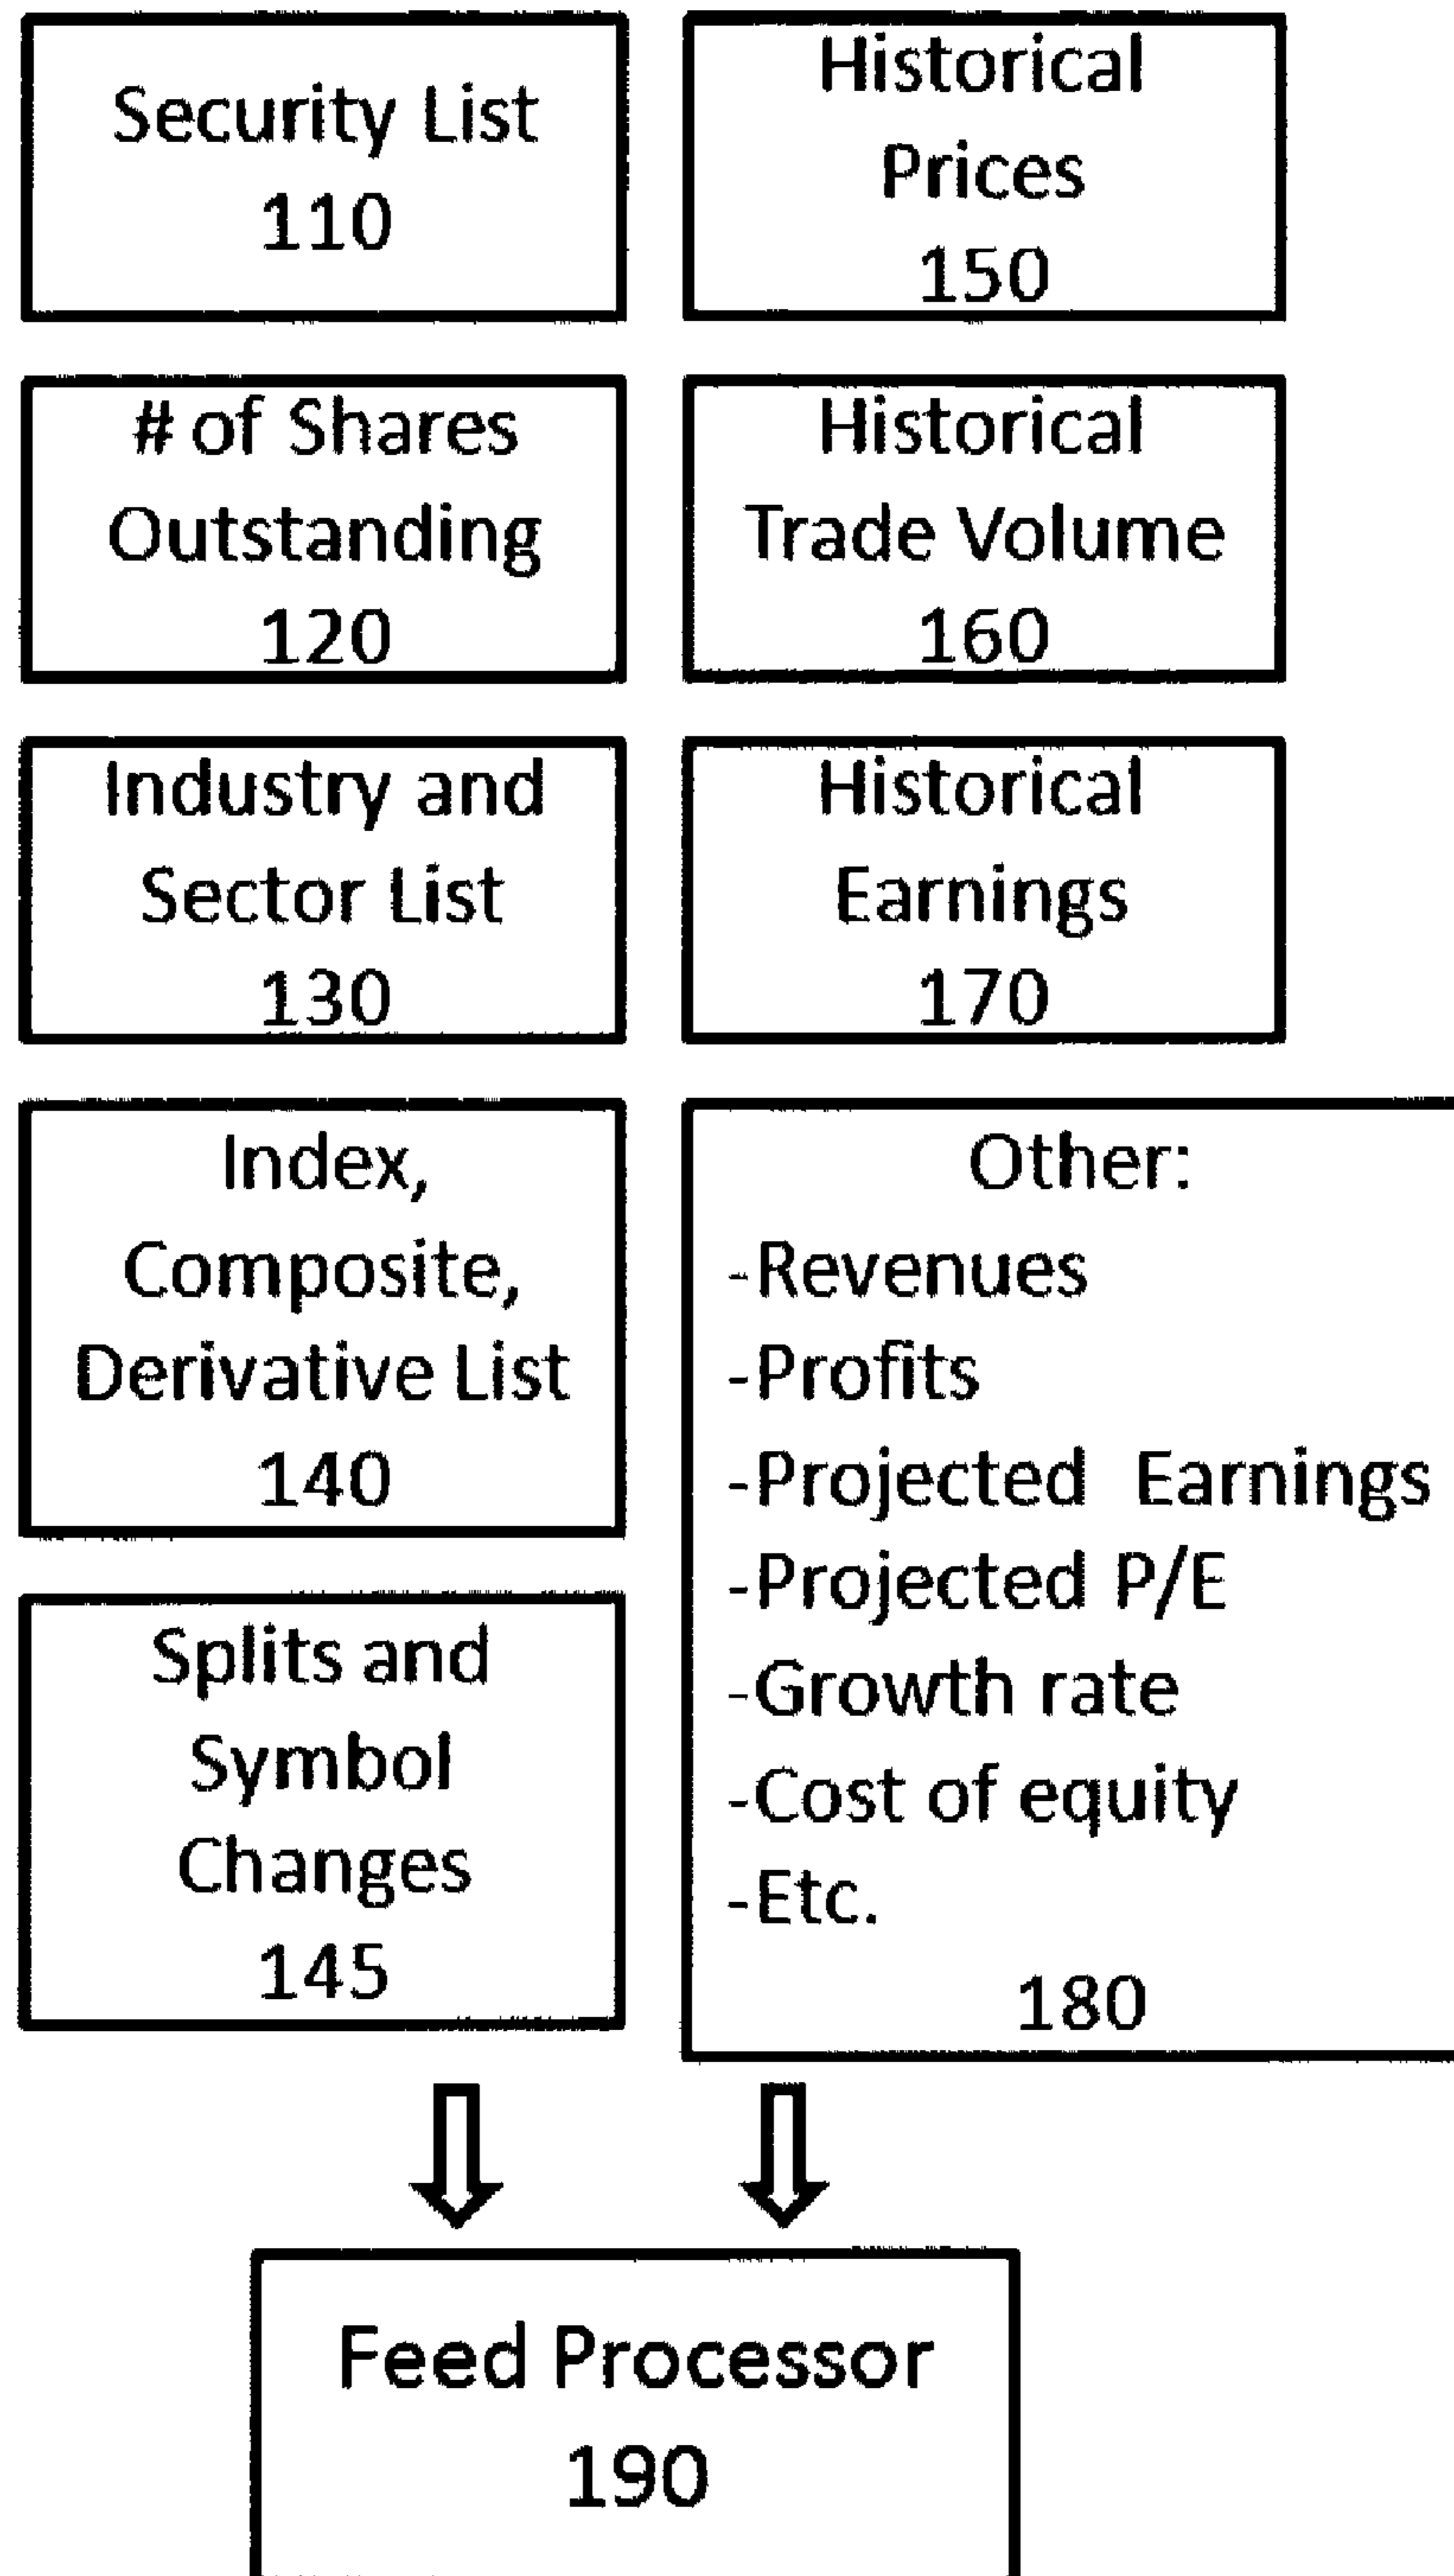 Security List
110
Historical
Prices
150
# of Shares
Outstanding
120
Historical
Trade Volume
160
Industry and
Sector List
130
Historical
Earnings
170
Index,
Composite,
Derivative List
140
Splits and
Symbol
Changes
145
Other:
-Revenues
-Profits
-Projected Earnings
-Projected P/E
-Growth rate
-Cost of equity
-Etc.
180
Feed Processor
190